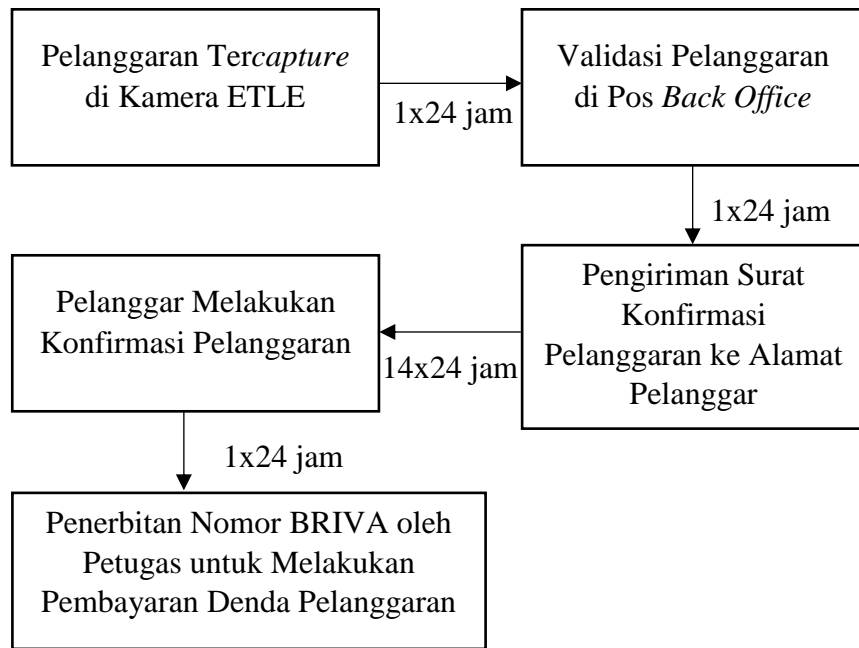 Pelanggaran Tercapture
di Kamera ETLE
1x24 jam
Validasi Pelanggaran
di Pos Back Office
1x24 jam
Pengiriman Surat
Konfirmasi
Pelanggaran ke Alamat
Pelanggar
14x24 jam
Pelanggar Melakukan
Konfirmasi Pelanggaran
1x24 jam
Penerbitan Nomor BRIVA oleh
Petugas untuk Melakukan
Pembayaran Denda Pelanggaran